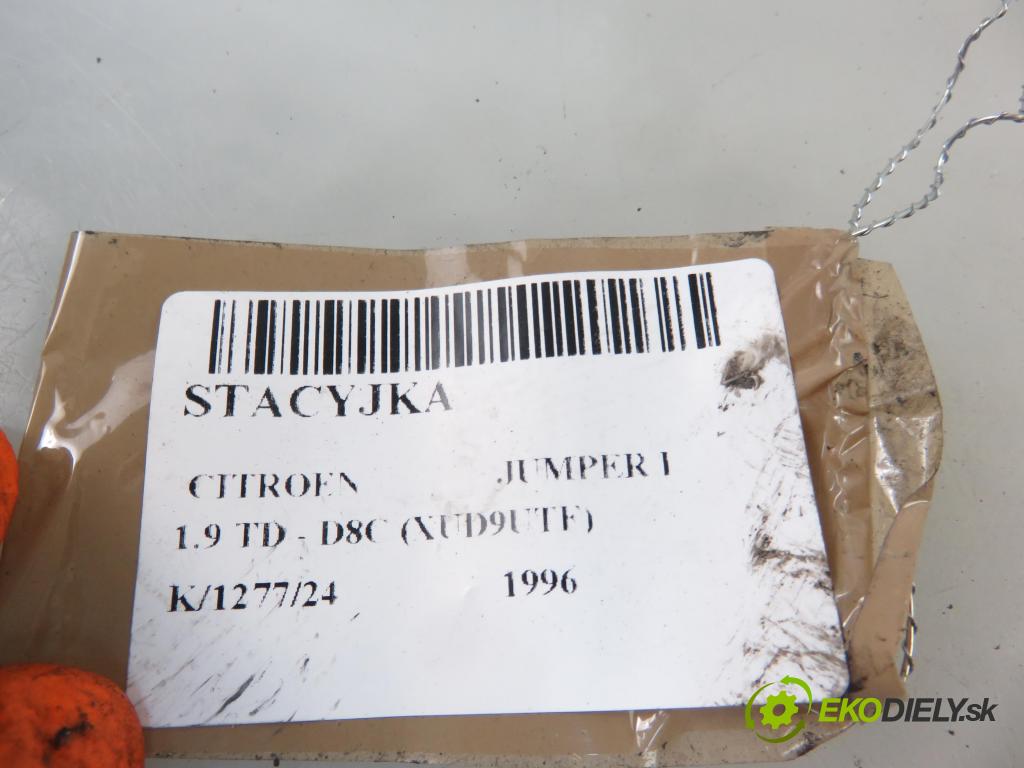 STACYJKA
CITROEN JUMPER I
1.9 TD - D8C (XUD9UTF)
K/1277/24 1996
EKODIELY.sk